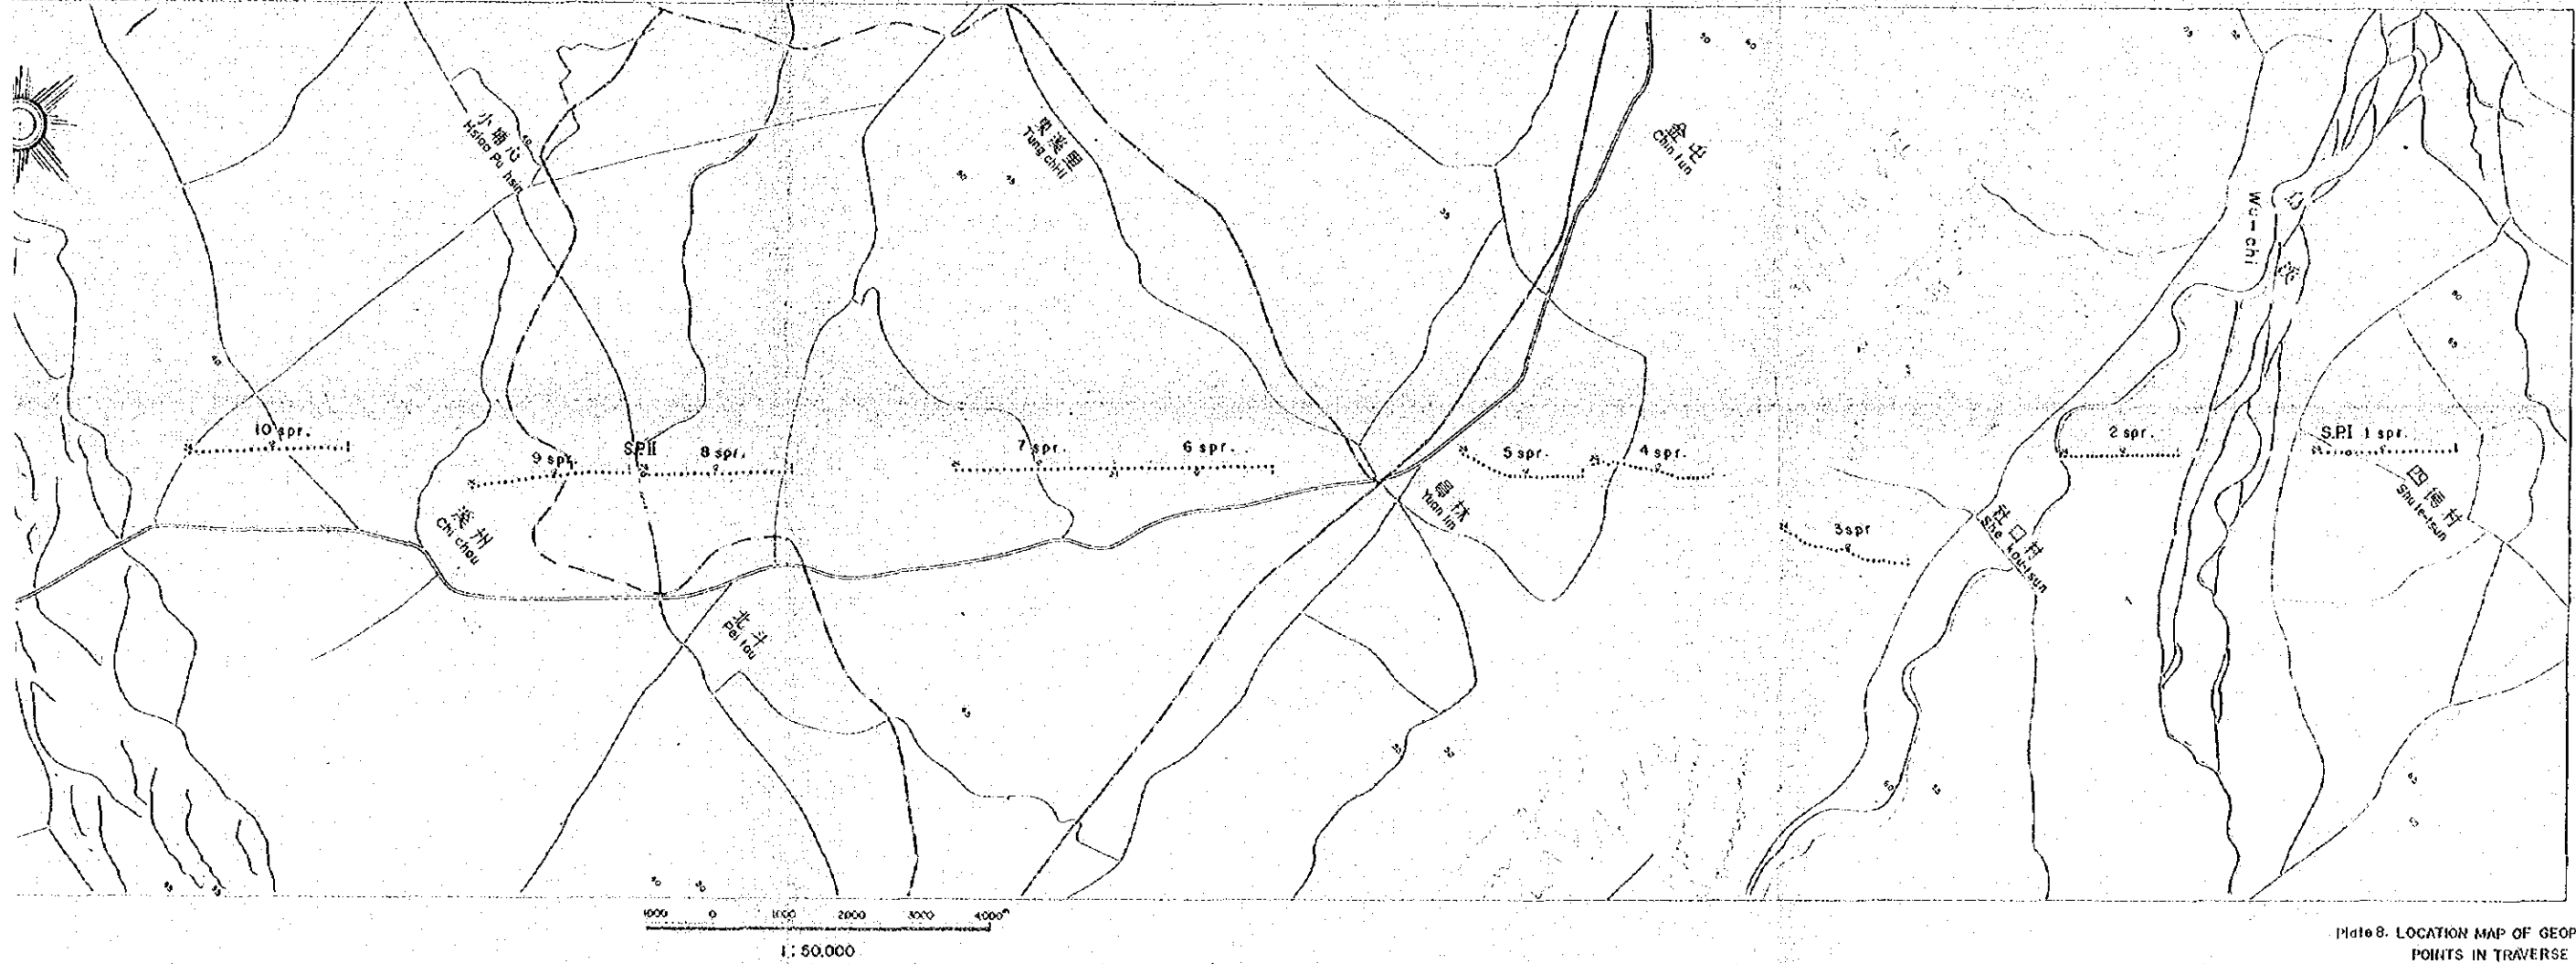 小埔心
Hsiao Pu hsin
東溪里
Tung chi-li
Chin tun
Wu-chi
溪
10 spr.
9 spr.
S.P.II
8 spr.
7 spr.
6 spr.
5 spr.
4 spr.
3 spr
2 spr.
S.P.I 1 spr.
溪州
Chi chou
員林
Yuan lin
社口村
She kou-tsun
四德村
Shu te-tsun
北斗
Pei tou
1000 0 1000 2000 3000 4000m
1:50,000
Plate 8. LOCATION MAP OF GEOP
POINTS IN TRAVERSE